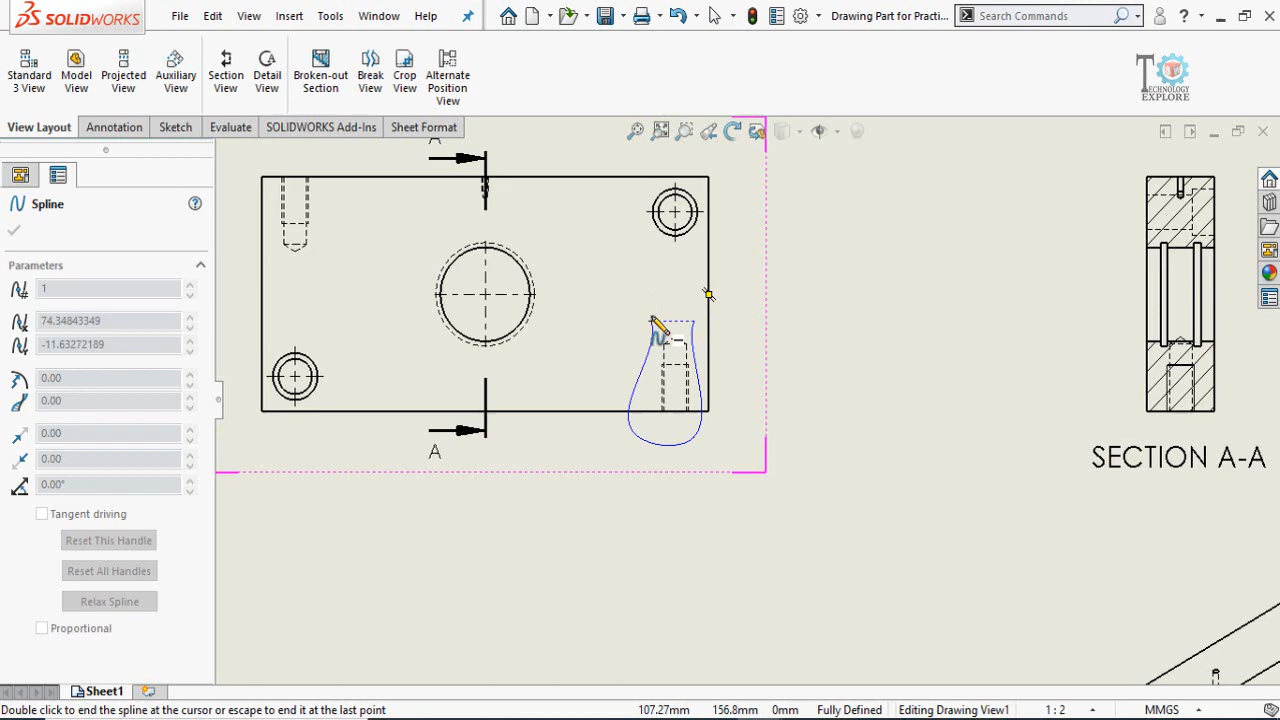 SOLIDWORKS
File Edit View Insert Tools Window Help
Drawing Part for Practi...
Search Commands
Standard
3 View
Model
View
Projected
View
Auxiliary
View
Section
View
Detail
View
Broken-out
Section
Break
View
Crop
View
Alternate
Position
View
TECHNOLOGY
EXPLORE
View Layout Annotation Sketch Evaluate SOLIDWORKS Add-Ins Sheet Format
A
Spline
Parameters
1
74.34843349
-11.63272189
0.00
0.00
0.00
0.00
0.00°
Tangent driving
Reset This Handle
Reset All Handles
Relax Spline
Proportional
A
SECTION A-A
Sheet1
Double click to end the spline at the cursor or escape to end it at the last point
107.27mm 156.8mm 0mm Fully Defined Editing Drawing View1 1 : 2 MMGS